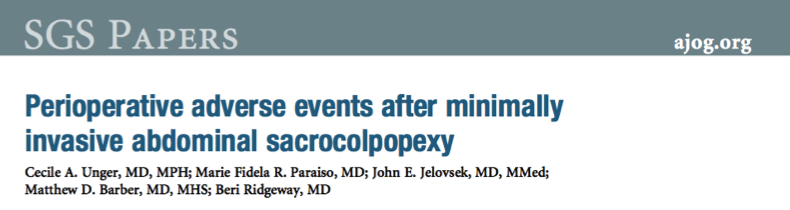 SGS PAPERS
ajog.org
Perioperative adverse events after minimally
invasive abdominal sacrocolpopexy
Cecile A. Unger, MD, MPH; Marie Fidela R. Paraiso, MD; John E. Jelovsek, MD, MMed;
Matthew D. Barber, MD, MHS; Beri Ridgeway, MD